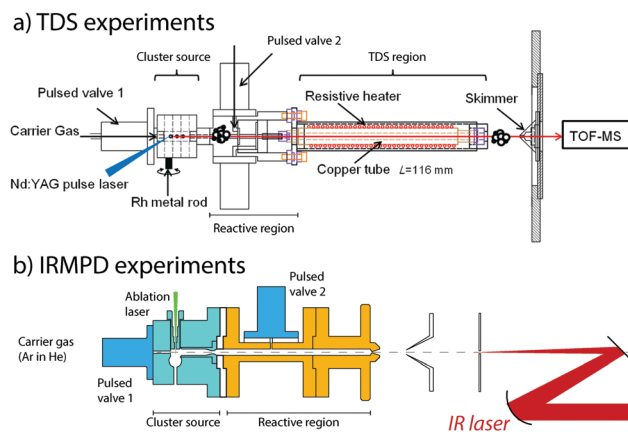 a) TDS experiments
Pulsed valve 2
Cluster source
TDS region
Pulsed valve 1
Resistive heater
Skimmer
Carrier Gas
TOF-MS
Nd:YAG pulse laser
Copper tube L=116 mm
Rh metal rod
Reactive region
b) IRMPD experiments
Pulsed
valve 2
Ablation
laser
Carrier gas
(Ar in He)
Pulsed
valve 1
Cluster source
Reactive region
IR laser